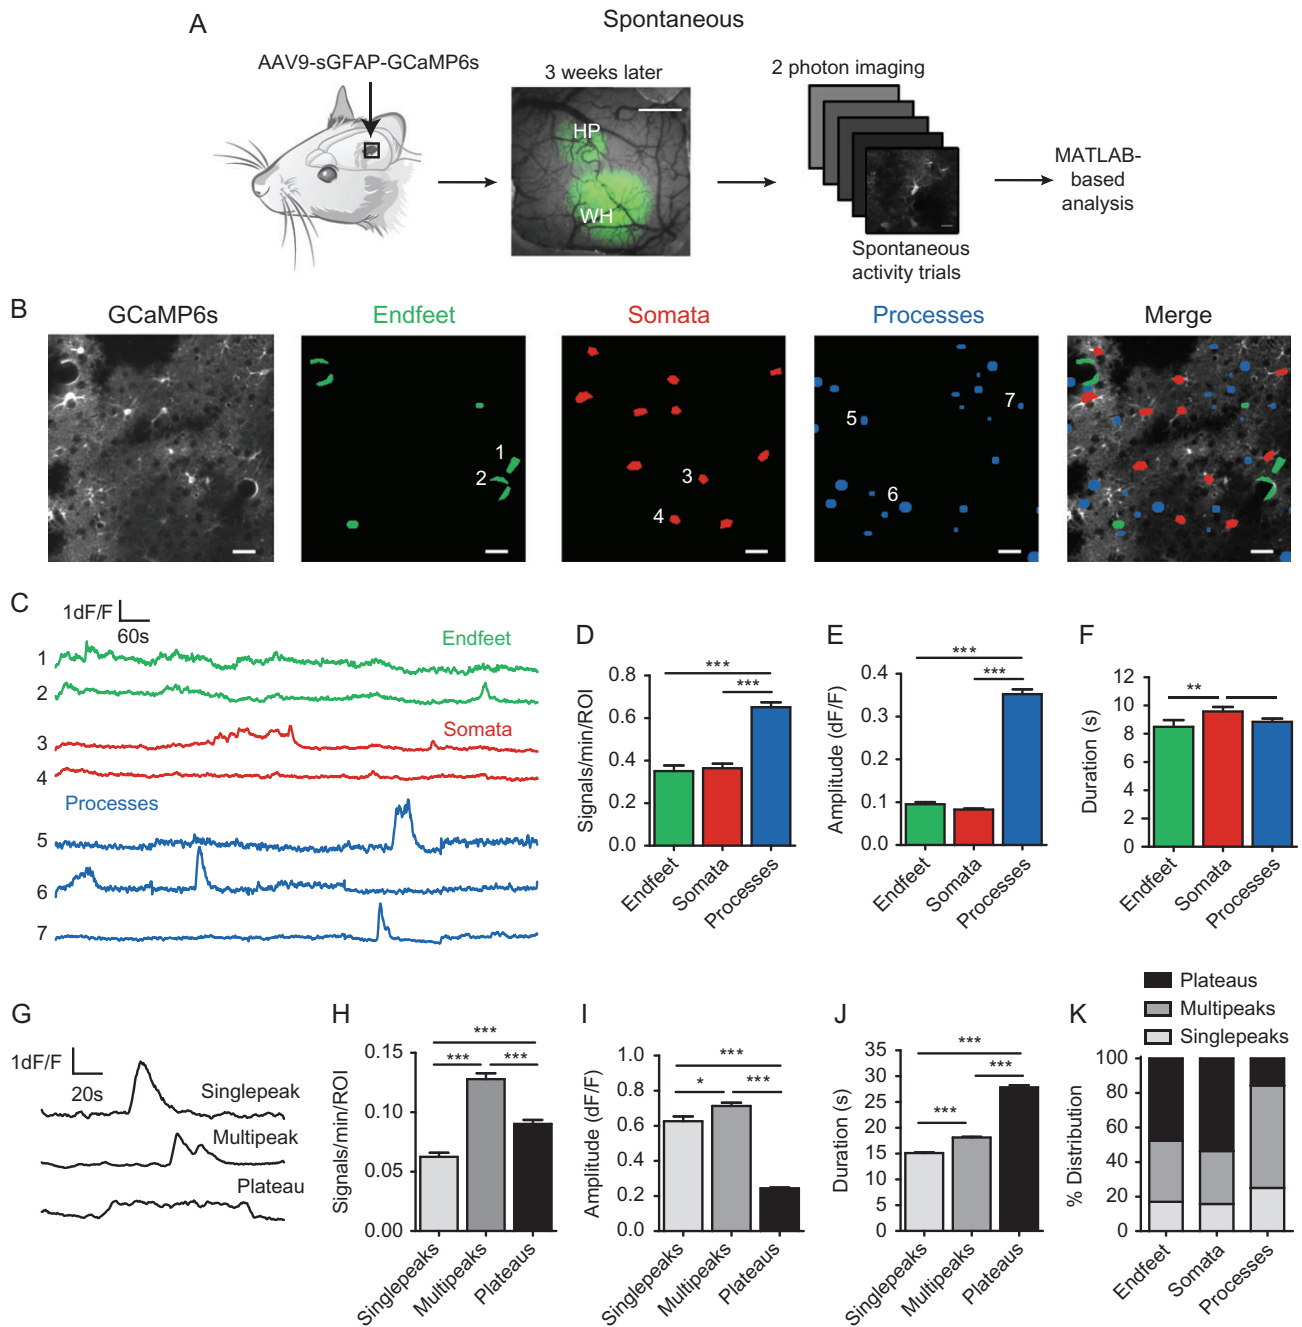 A
Spontaneous
AAV9-sGFAP-GCaMP6s
3 weeks later
HP
WH
2 photon imaging
Spontaneous
activity trials
MATLAB-
based
analysis
B
GCaMP6s
Endfeet
Somata
Processes
Merge
1
2
3
4
5
6
7
C
1dF/F
60s
Endfeet
1
2
Somata
3
4
Processes
5
6
7
D
Signals/min/ROI
0.8
0.6
0.4
0.2
0.0
***
***
Endfeet
Somata
Processes
E
Amplitude (dF/F)
0.4
0.3
0.2
0.1
0.0
***
***
Endfeet
Somata
Processes
F
Duration (s)
12
10
8
6
4
2
0
**
Endfeet
Somata
Processes
G
1dF/F
20s
Singlepeak
Multipeak
Plateau
H
Signals/min/ROI
0.15
0.10
0.05
0.00
***
***
***
Singlepeaks
Multipeaks
Plateaus
I
Amplitude (dF/F)
1.0
0.8
0.6
0.4
0.2
0.0
***
*
***
Singlepeaks
Multipeaks
Plateaus
J
Duration (s)
35
30
25
20
15
10
5
0
***
***
***
Singlepeaks
Multipeaks
Plateaus
K
Plateaus
Multipeaks
Singlepeaks
% Distribution
100
80
60
40
20
0
Endfeet
Somata
Processes